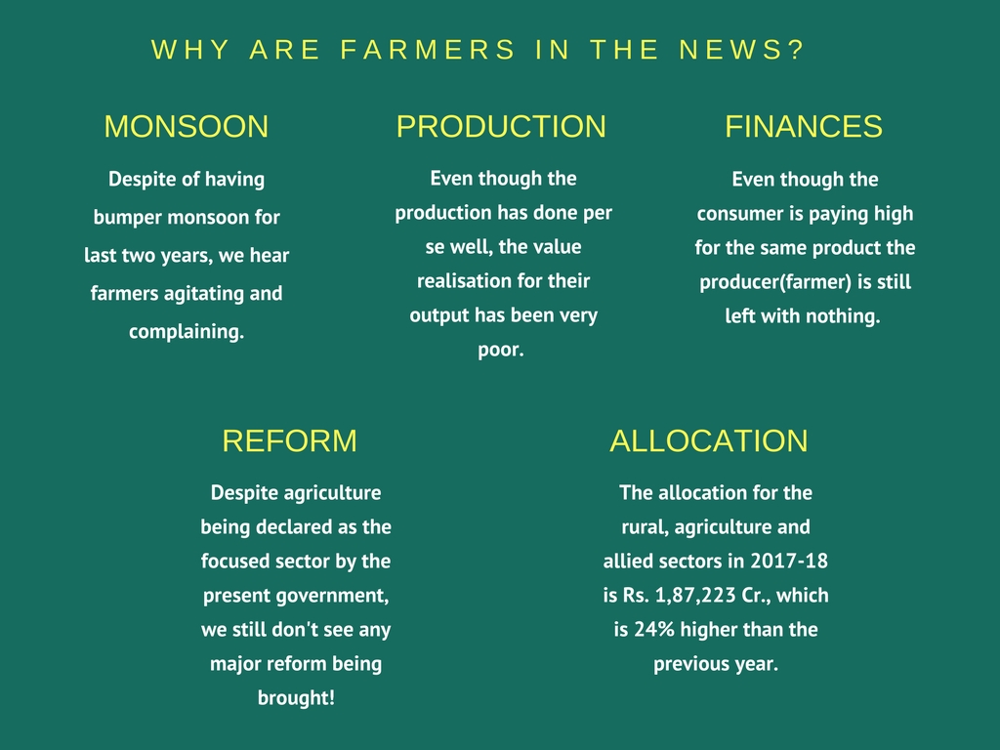 WHY ARE FARMERS IN THE NEWS?
MONSOON
Despite of having
bumper monsoon for
last two years, we hear
farmers agitating and
complaining.
PRODUCTION
Even though the
production has done per
se well, the value
realisation for their
output has been very
poor.
FINANCES
Even though the
consumer is paying high
for the same product the
producer(farmer) is still
left with nothing.
REFORM
Despite agriculture
being declared as the
focused sector by the
present government,
we still don't see any
major reform being
brought!
ALLOCATION
The allocation for the
rural, agriculture and
allied sectors in 2017-18
is Rs. 1,87,223 Cr., which
is 24% higher than the
previous year.